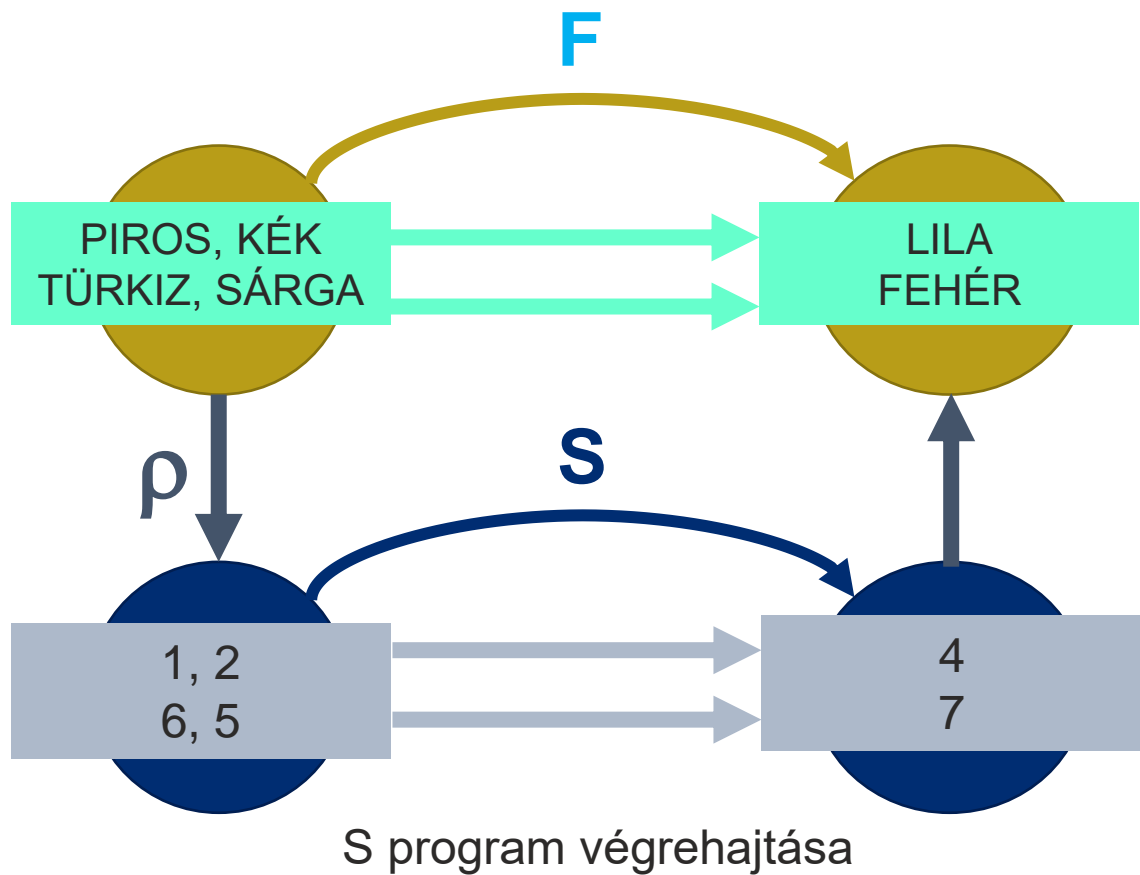 F
PIROS, KÉK
TÜRKIZ, SÁRGA
LILA
FEHÉR
ρ
S
1, 2
6, 5
4
7
S program végrehajtása